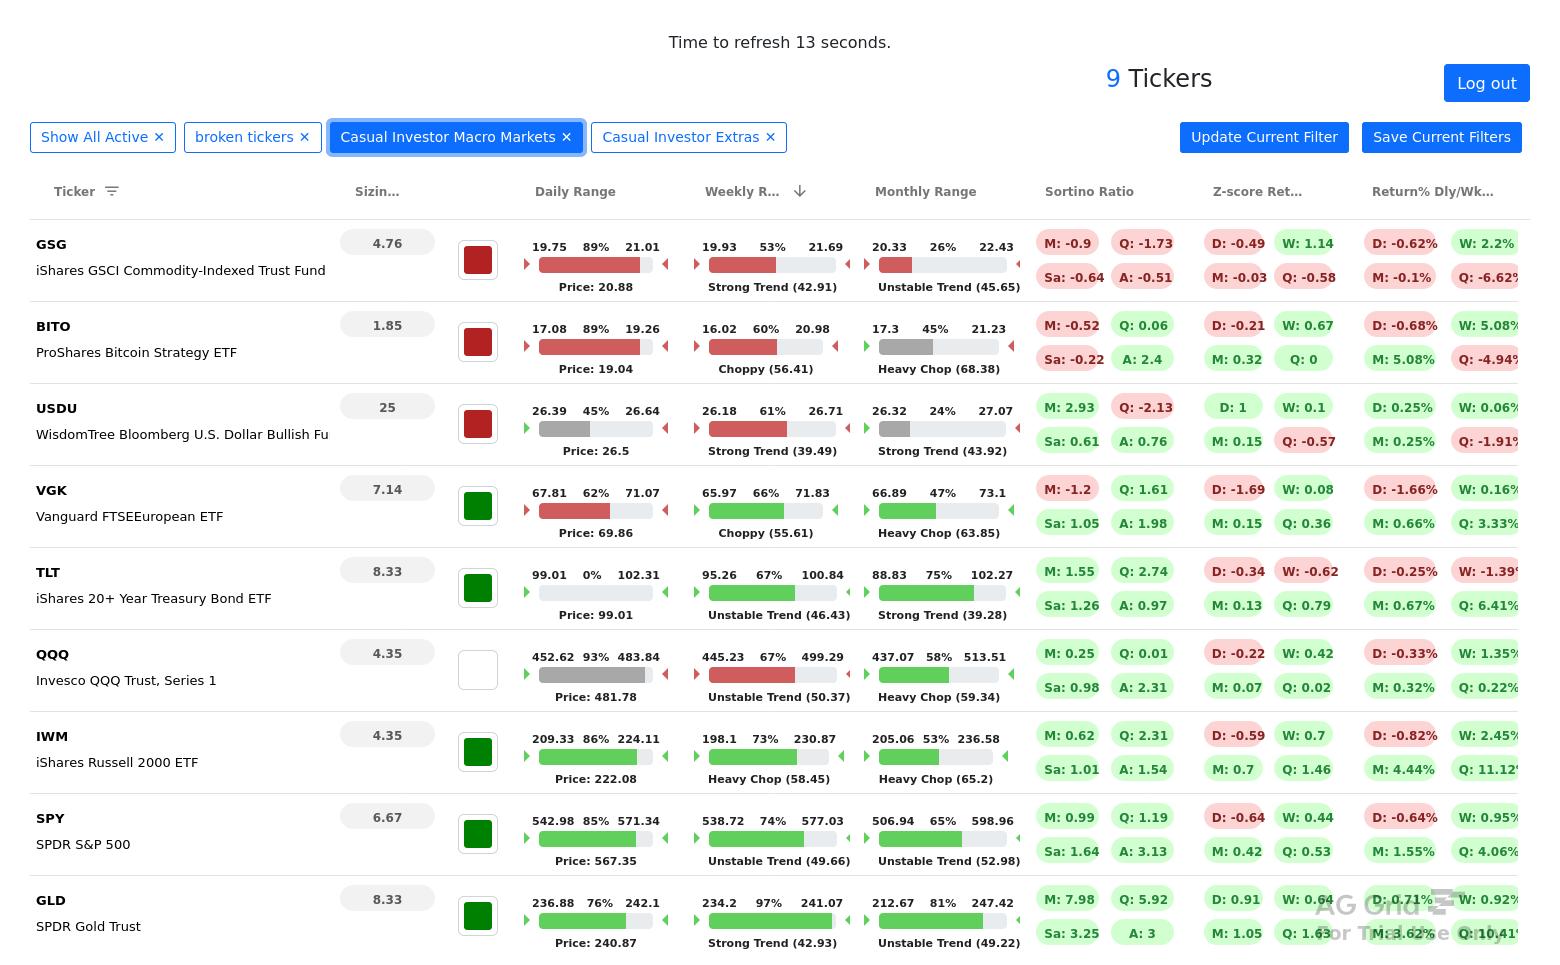 Time to refresh 13 seconds.
9 Tickers
Log out
Show All Active ✕ broken tickers ✕ Casual Investor Macro Markets ✕ Casual Investor Extras ✕ Update Current Filter Save Current Filters
Ticker Sizin... Daily Range Weekly R... Monthly Range Sortino Ratio Z-score Ret... Return% Dly/Wk...
GSG 4.76 19.75 89% 21.01 19.93 53% 21.69 20.33 26% 22.43 M: -0.9 Q: -1.73 D: -0.49 W: 1.14 D: -0.62% W: 2.2%
iShares GSCI Commodity-Indexed Trust Fund Sa: -0.64 A: -0.51 M: -0.03 Q: -0.58 M: -0.1% Q: -6.62%
Price: 20.88 Strong Trend (42.91) Unstable Trend (45.65)
BITO 1.85 17.08 89% 19.26 16.02 60% 20.98 17.3 45% 21.23 M: -0.52 Q: 0.06 D: -0.21 W: 0.67 D: -0.68% W: 5.08%
ProShares Bitcoin Strategy ETF Sa: -0.22 A: 2.4 M: 0.32 Q: 0 M: 5.08% Q: -4.94%
Price: 19.04 Choppy (56.41) Heavy Chop (68.38)
USDU 25 26.39 45% 26.64 26.18 61% 26.71 26.32 24% 27.07 M: 2.93 Q: -2.13 D: 1 W: 0.1 D: 0.25% W: 0.06%
WisdomTree Bloomberg U.S. Dollar Bullish Fu Sa: 0.61 A: 0.76 M: 0.15 Q: -0.57 M: 0.25% Q: -1.91%
Price: 26.5 Strong Trend (39.49) Strong Trend (43.92)
VGK 7.14 67.81 62% 71.07 65.97 66% 71.83 66.89 47% 73.1 M: -1.2 Q: 1.61 D: -1.69 W: 0.08 D: -1.66% W: 0.16%
Vanguard FTSEEuropean ETF Sa: 1.05 A: 1.98 M: 0.15 Q: 0.36 M: 0.66% Q: 3.33%
Price: 69.86 Choppy (55.61) Heavy Chop (63.85)
TLT 8.33 99.01 0% 102.31 95.26 67% 100.84 88.83 75% 102.27 M: 1.55 Q: 2.74 D: -0.34 W: -0.62 D: -0.25% W: -1.39%
iShares 20+ Year Treasury Bond ETF Sa: 1.26 A: 0.97 M: 0.13 Q: 0.79 M: 0.67% Q: 6.41%
Price: 99.01 Unstable Trend (46.43) Strong Trend (39.28)
QQQ 4.35 452.62 93% 483.84 445.23 67% 499.29 437.07 58% 513.51 M: 0.25 Q: 0.01 D: -0.22 W: 0.42 D: -0.33% W: 1.35%
Invesco QQQ Trust, Series 1 Sa: 0.98 A: 2.31 M: 0.07 Q: 0.02 M: 0.32% Q: 0.22%
Price: 481.78 Unstable Trend (50.37) Heavy Chop (59.34)
IWM 4.35 209.33 86% 224.11 198.1 73% 230.87 205.06 53% 236.58 M: 0.62 Q: 2.31 D: -0.59 W: 0.7 D: -0.82% W: 2.45%
iShares Russell 2000 ETF Sa: 1.01 A: 1.54 M: 0.7 Q: 1.46 M: 4.44% Q: 11.12%
Price: 222.08 Heavy Chop (58.45) Heavy Chop (65.2)
SPY 6.67 542.98 85% 571.34 538.72 74% 577.03 506.94 65% 598.96 M: 0.99 Q: 1.19 D: -0.64 W: 0.44 D: -0.64% W: 0.95%
SPDR S&P 500 Sa: 1.64 A: 3.13 M: 0.42 Q: 0.53 M: 1.55% Q: 4.06%
Price: 567.35 Unstable Trend (49.66) Unstable Trend (52.98)
GLD 8.33 236.88 76% 242.1 234.2 97% 241.07 212.67 81% 247.42 M: 7.98 Q: 5.92 D: 0.91 W: 0.64 D: 0.71% W: 0.92%
SPDR Gold Trust Sa: 3.25 A: 3 M: 1.05 Q: 1.63 M: 3.62% Q: 10.41%
Price: 240.87 Strong Trend (42.93) Unstable Trend (49.22)
AG Grid
For Trial Use Only